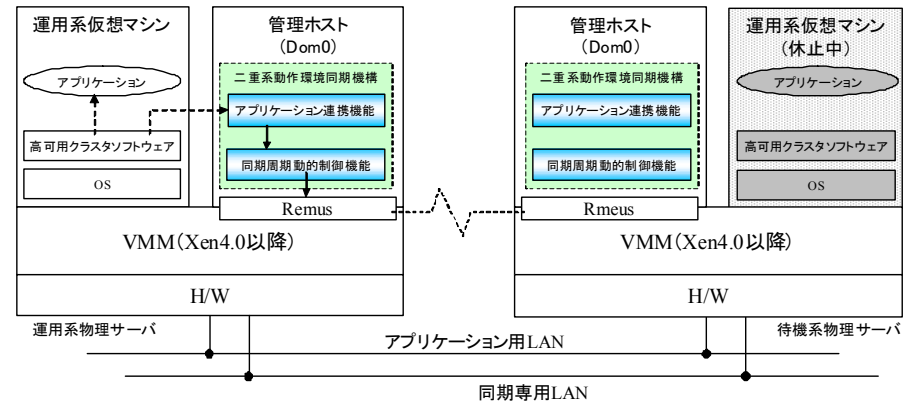 運用系仮想マシン
アプリケーション
高可用クラスタソフトウェア
OS
管理ホスト
(Dom0)
二重系動作環境同期機構
アプリケーション連携機能
同期周期動的制御機能
Remus
VMM(Xen4.0以降)
H/W
運用系物理サーバ
管理ホスト
(Dom0)
二重系動作環境同期機構
アプリケーション連携機能
同期周期動的制御機能
Rmeus
運用系仮想マシン
(休止中)
アプリケーション
高可用クラスタソフトウェア
OS
VMM(Xen4.0以降)
H/W
待機系物理サーバ
アプリケーション用LAN
同期専用LAN